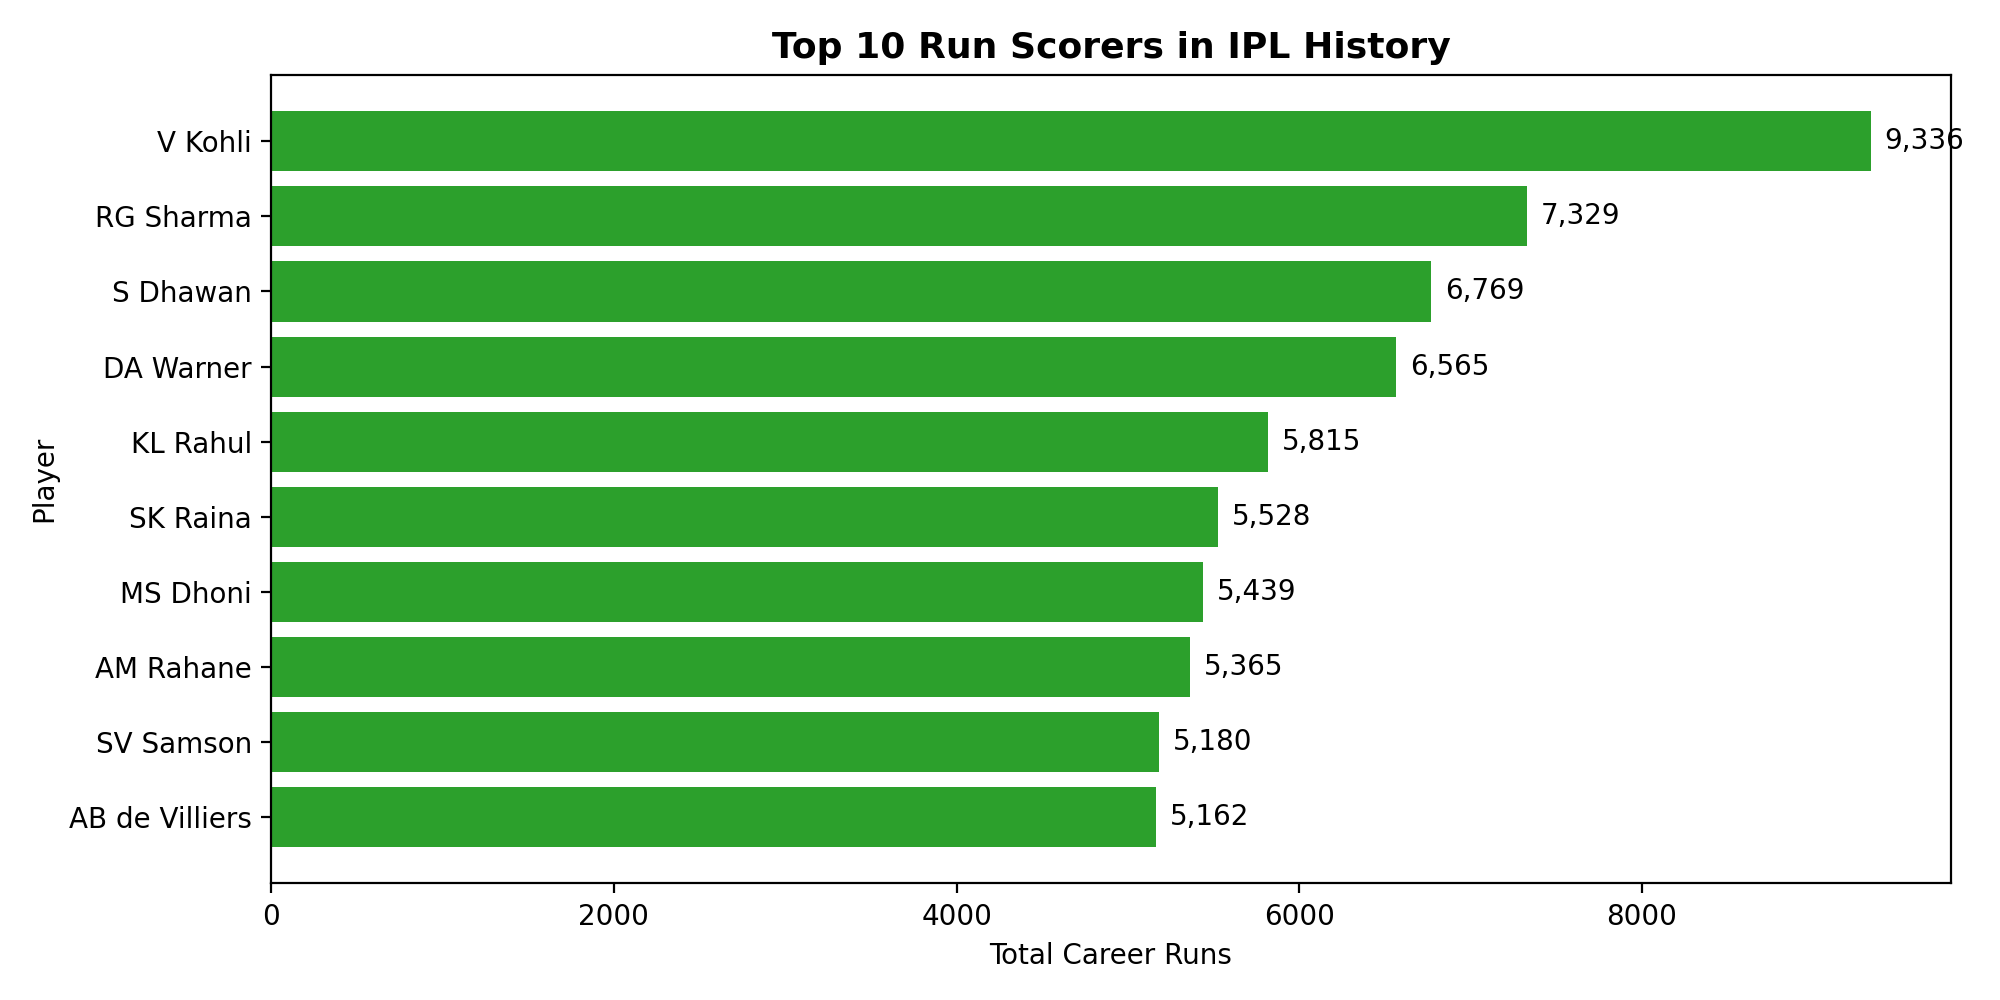 Top 10 Run Scorers in IPL History
V Kohli 9,336
RG Sharma 7,329
S Dhawan 6,769
DA Warner 6,565
KL Rahul 5,815
SK Raina 5,528
MS Dhoni 5,439
AM Rahane 5,365
SV Samson 5,180
AB de Villiers 5,162
Player
0 2000 4000 6000 8000
Total Career Runs